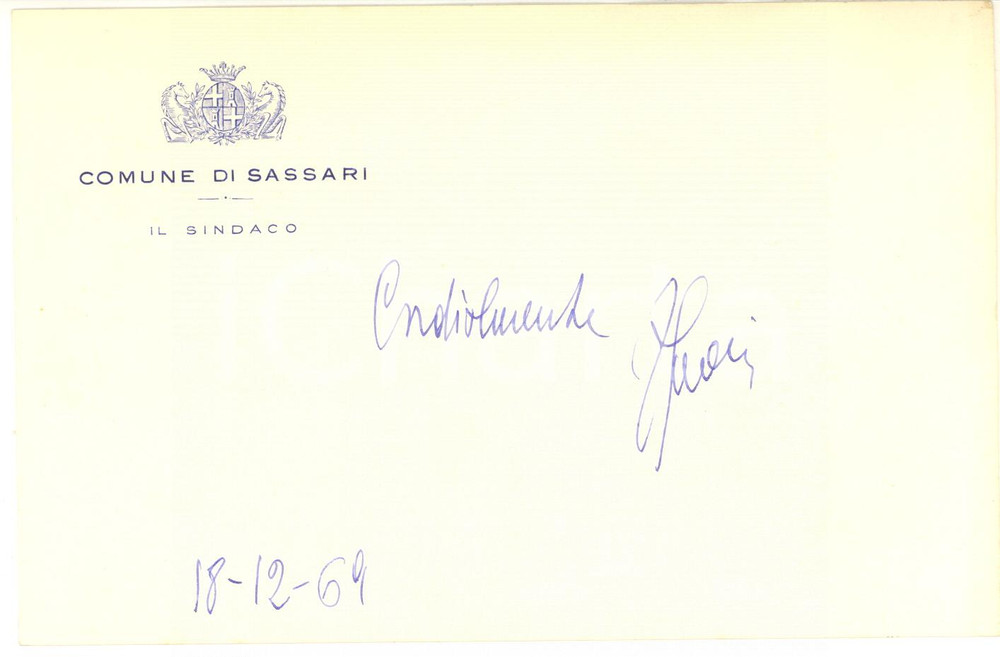 COMUNE DI SASSARI
IL SINDACO
Cordialmente
18-12-69